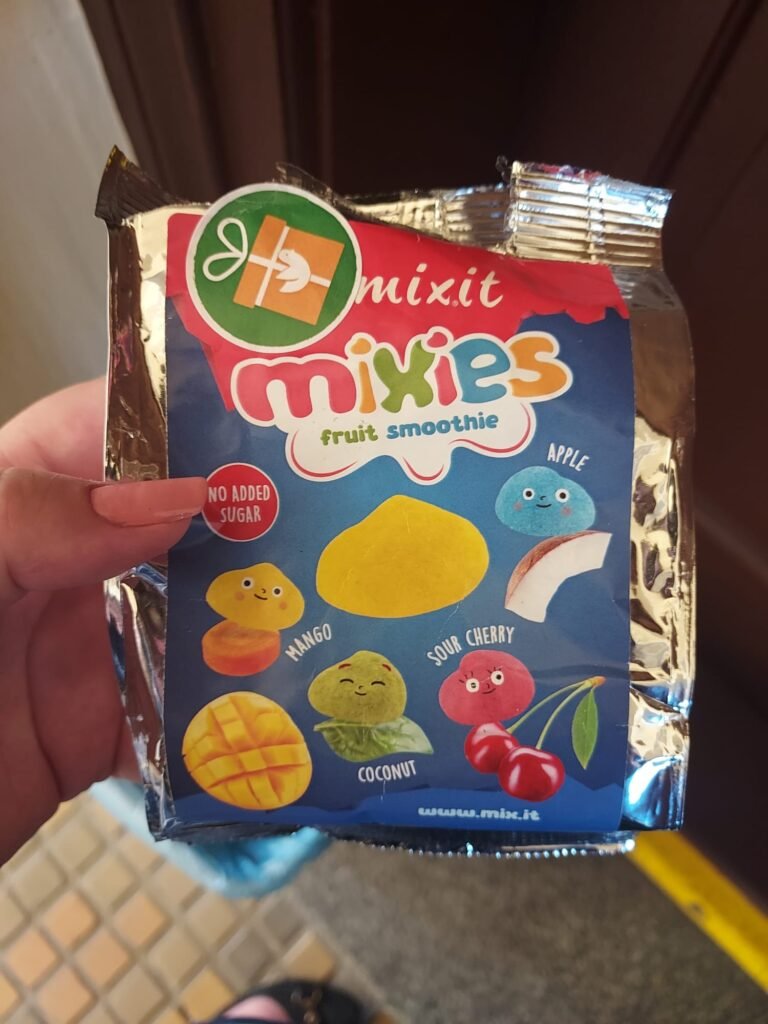 mixit
mixies
fruit smoothie
APPLE
NO ADDED
SUGAR
MANGO
SOUR CHERRY
COCONUT
www.mix.it